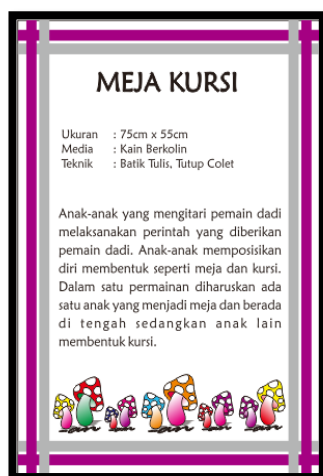 MEJA KURSI
Ukuran : 75cm x 55cm
Media : Kain Berkolin
Teknik : Batik Tulis, Tutup Colet
Anak-anak yang mengitari pemain dadi
melaksanakan perintah yang diberikan
pemain dadi. Anak-anak memposisikan
diri membentuk seperti meja dan kursi.
Dalam satu permainan diharuskan ada
satu anak yang menjadi meja dan berada
di tengah sedangkan anak lain
membentuk kursi.